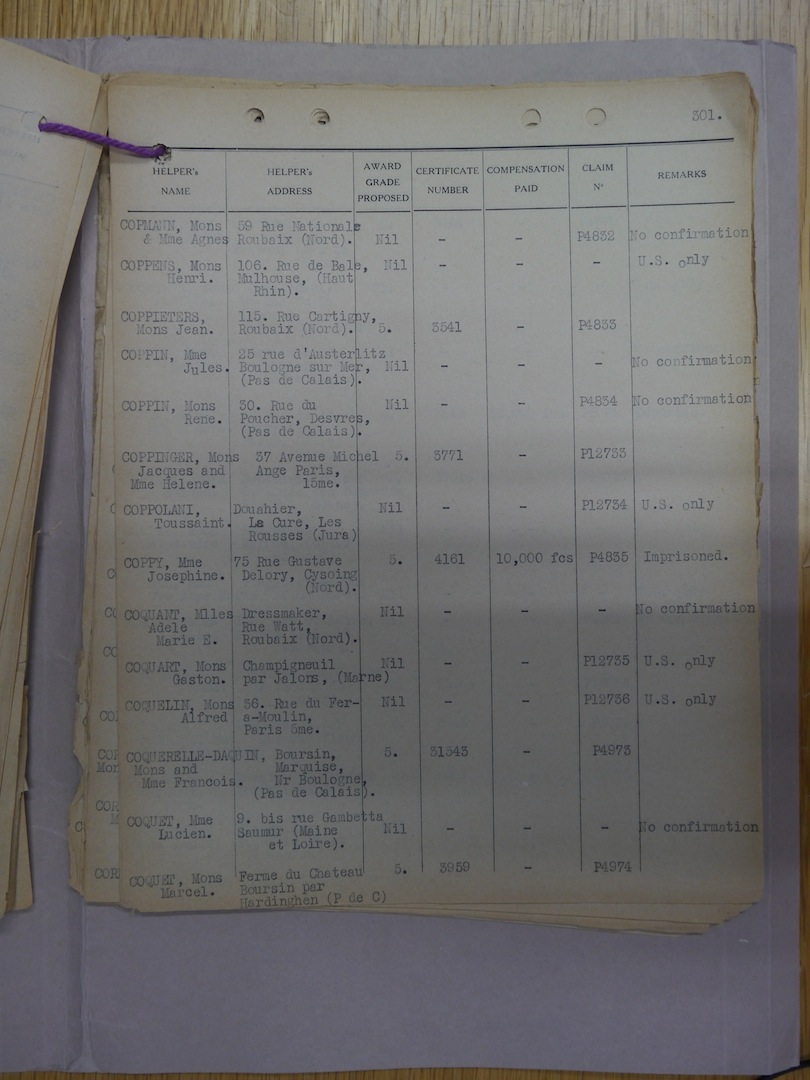 301.
HELPER's NAME HELPER's ADDRESS AWARD GRADE PROPOSED CERTIFICATE NUMBER COMPENSATION PAID CLAIM N° REMARKS
COPMANN, Mons 59 Rue Nationale
& Mme Agnes Roubaix (Nord). Nil - - P4832 No confirmation
COPPENS, Mons 106. Rue de Bale, Nil - - - U.S. only
Henri. Mulhouse, (Haut
Rhin).
COPPIETERS, 115. Rue Cartigny,
Mons Jean. Roubaix (Nord). 5. 3541 - P4833
COPPIN, Mme 25 rue d'Austerlitz
Jules. Boulogne sur Mer, Nil - - - No confirmation
(Pas de Calais).
COPPIN, Mons 30. Rue du Nil - - P4834 No confirmation
Rene. Poucher, Desvres,
(Pas de Calais).
COPPINGER, Mons 37 Avenue Michel 5. 3771 - P12733
Jacques and Ange Paris,
Mme Helene. 15me.
COPPOLANI, Douahier, Nil P12734 U.S. only
Toussaint. La Cure, Les
Rousses (Jura)
COPPY, Mme 75 Rue Gustave 5. 4161 10,000 fcs P4835 Imprisoned.
Josephine. Delory, Cysoing
(Nord).
COQUANT, Mlles Dressmaker, Nil - - - No confirmation
Adele Rue Watt,
Marie E. Roubaix (Nord).
COQUART, Mons Champigneuil Nil - - P12735 U.S. only
Gaston. par Jalons, (Marne)
COQUELIN, Mons 36. Rue du Fer- Nil - - P12736 U.S. only
Alfred a-Moulin,
Paris 5me.
COQUERELLE-DAQUIN, Boursin, 5. 31543 - P4973
Mons and Marquise,
Mme Francois. Nr Boulogne,
(Pas de Calais).
COQUET, Mme 9. bis rue Gambetta
Lucien. Saumur (Maine Nil - - - No confirmation
et Loire).
COQUET, Mons Ferme du Chateau 5. 3959 - P4974
Marcel. Boursin par
Hardinghen (P de C)